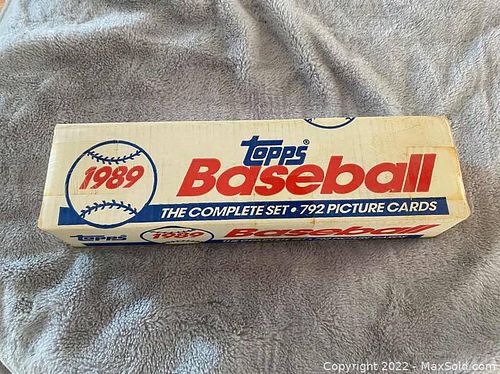 Topps®
Baseball
1989
THE COMPLETE SET • 792 PICTURE CARDS
Topps
1989
Baseball
Copyright 2022 - MaxSold.com